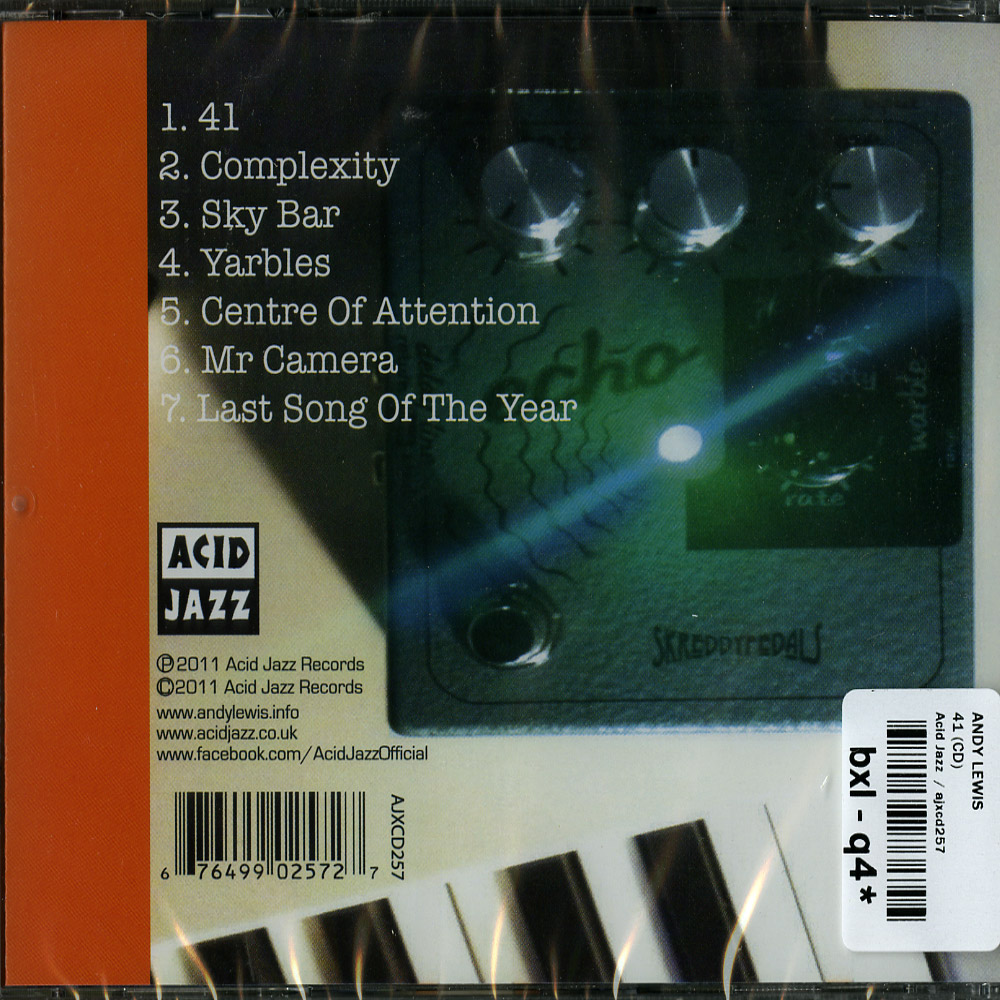 1. 41
2. Complexity
3. Sky Bar
4. Yarbles
5. Centre Of Attention
6. Mr Camera
7. Last Song Of The Year
echo
warble
rate
SKREDDYPEDALS
ACID
JAZZ
Ⓟ2011 Acid Jazz Records
©2011 Acid Jazz Records
www.andylewis.info
www.acidjazz.co.uk
www.facebook.com/AcidJazzOfficial
AJXCD257
6 76499 02572 7
ANDY LEWIS
41 (CD)
Acid Jazz / ajxcd257
bxl - q4*